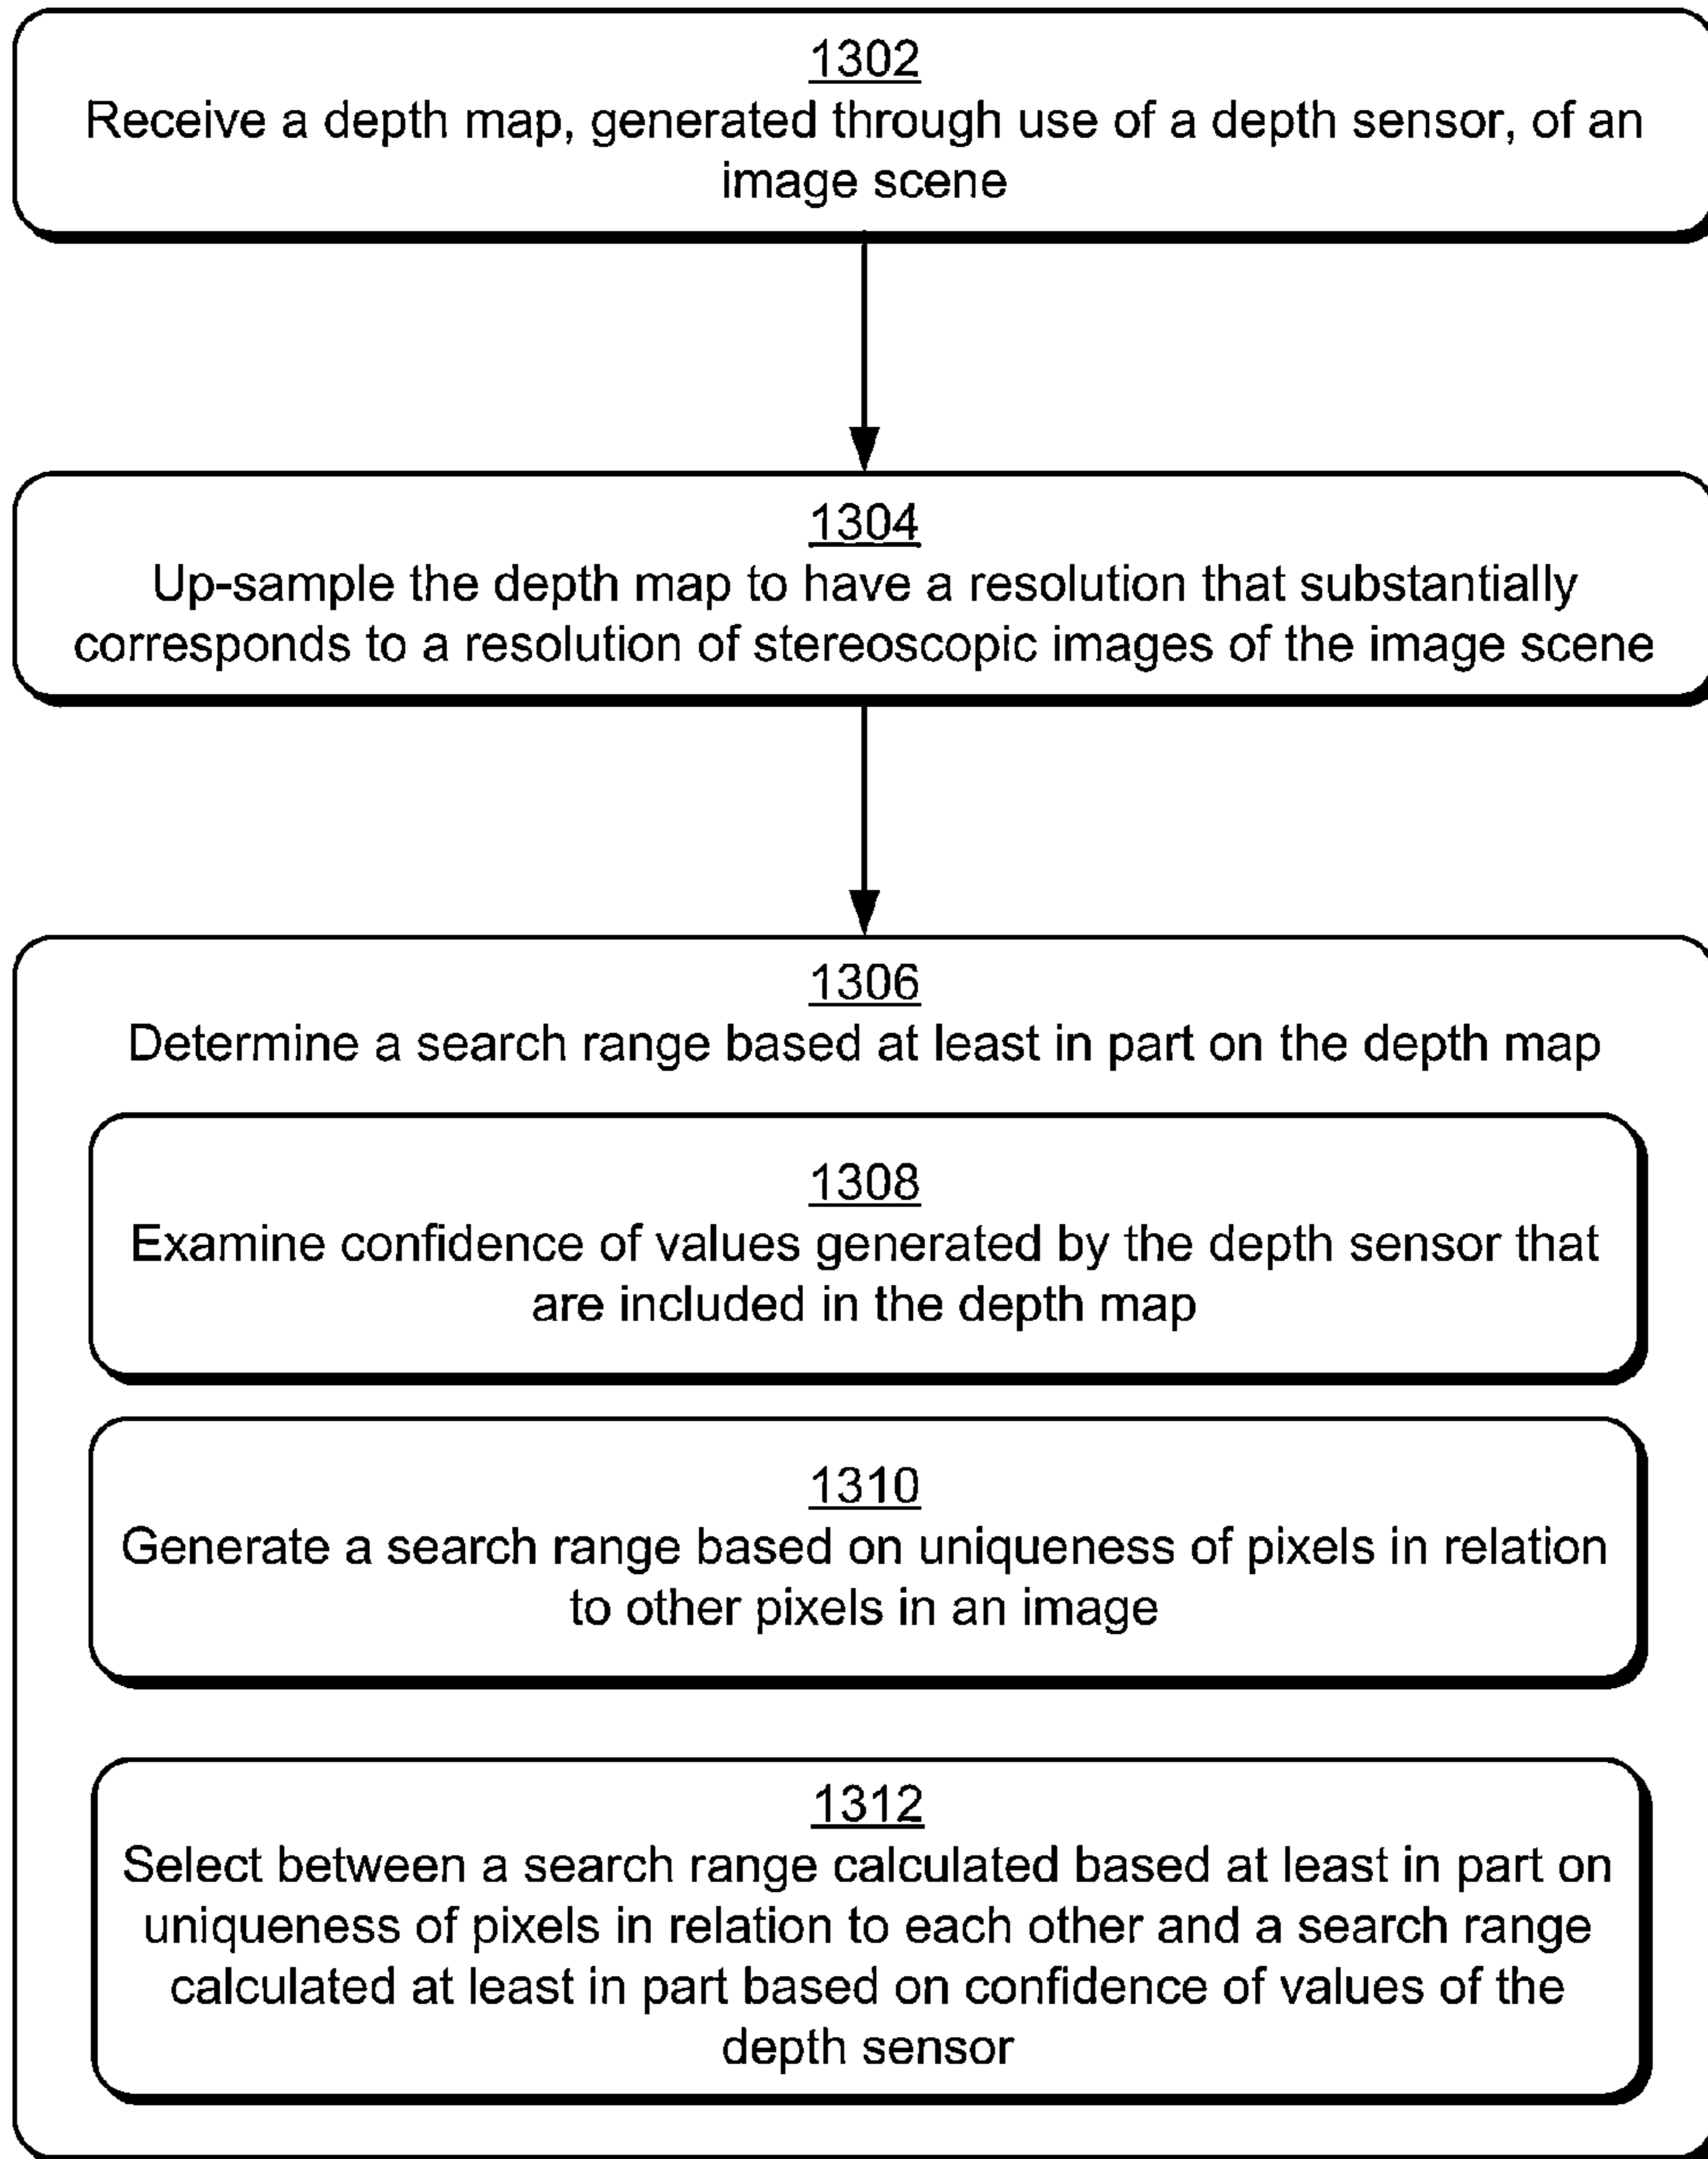 1302
Receive a depth map, generated through use of a depth sensor, of an
image scene
1304
Up-sample the depth map to have a resolution that substantially
corresponds to a resolution of stereoscopic images of the image scene
1306
Determine a search range based at least in part on the depth map
1308
Examine confidence of values generated by the depth sensor that
are included in the depth map
1310
Generate a search range based on uniqueness of pixels in relation
to other pixels in an image
1312
Select between a search range calculated based at least in part on
uniqueness of pixels in relation to each other and a search range
calculated at least in part based on confidence of values of the
depth sensor